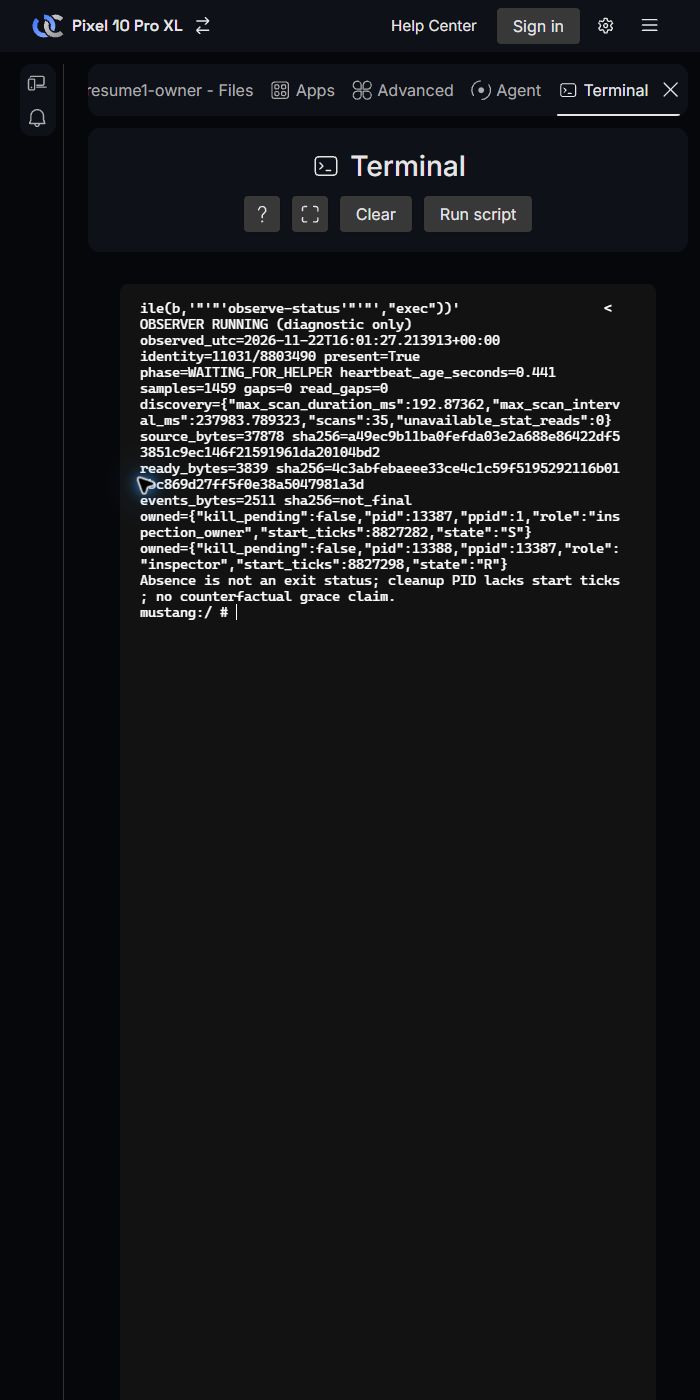 Pixel 10 Pro XL
Help Center
Sign in
resume1-owner - Files
Apps
Advanced
Agent
Terminal
Terminal
?
Clear
Run script
ile(b,'"'"'observe-status'"'"',"exec"))' <
OBSERVER RUNNING (diagnostic only)
observed_utc=2026-11-22T16:01:27.213913+00:00
identity=11031/8803490 present=True
phase=WAITING_FOR_HELPER heartbeat_age_seconds=0.441
samples=1459 gaps=0 read_gaps=0
discovery={"max_scan_duration_ms":192.87362,"max_scan_interv
al_ms":237983.789323,"scans":35,"unavailable_stat_reads":0}
source_bytes=37878 sha256=a49ec9b11ba0fefda03e2a688e86422df5
3851c9ec146f21591961da20104bd2
ready_bytes=3839 sha256=4c3abfebaeee33ce4c1c59f5195292116b01
c869d27ff5f0e38a5047981a3d
events_bytes=2511 sha256=not_final
owned={"kill_pending":false,"pid":13387,"ppid":1,"role":"ins
pection_owner","start_ticks":8827282,"state":"S"}
owned={"kill_pending":false,"pid":13388,"ppid":13387,"role":
"inspector","start_ticks":8827298,"state":"R"}
Absence is not an exit status; cleanup PID lacks start ticks
; no counterfactual grace claim.
mustang:/ #